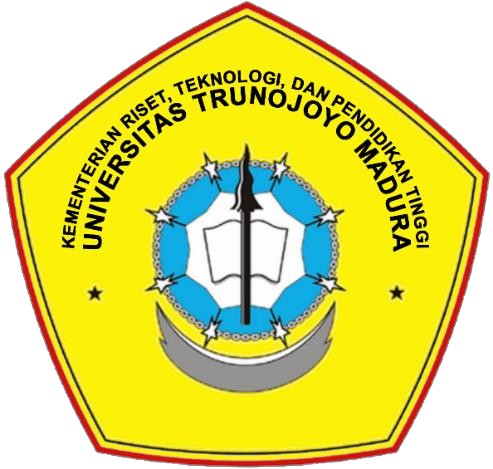 KEMENTERIAN RISET, TEKNOLOGI, DAN PENDIDIKAN TINGGI
UNIVERSITAS TRUNOJOYO MADURA